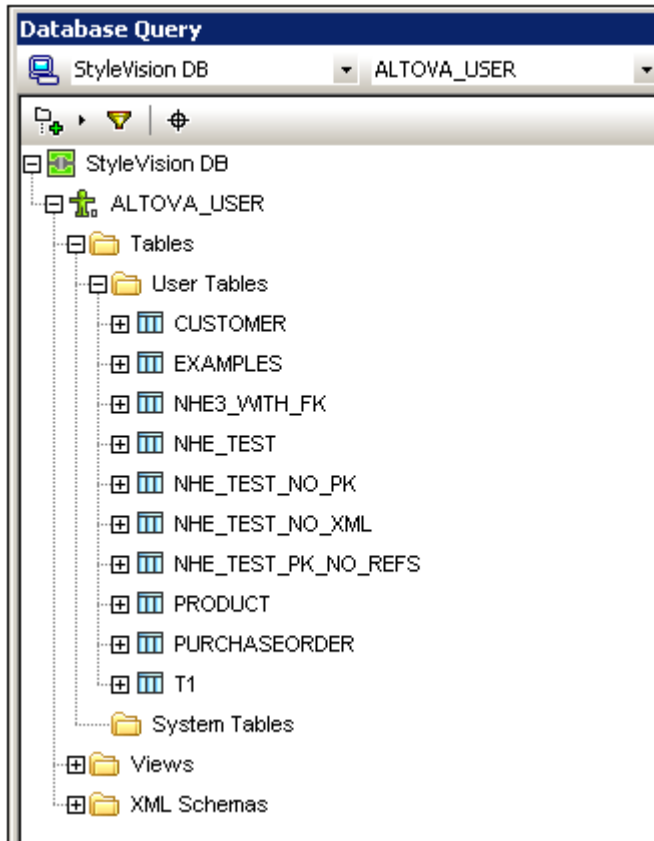 Database Query
StyleVision DB ALTOVA_USER
StyleVision DB
ALTOVA_USER
Tables
User Tables
CUSTOMER
EXAMPLES
NHE3_WITH_FK
NHE_TEST
NHE_TEST_NO_PK
NHE_TEST_NO_XML
NHE_TEST_PK_NO_REFS
PRODUCT
PURCHASEORDER
T1
System Tables
Views
XML Schemas